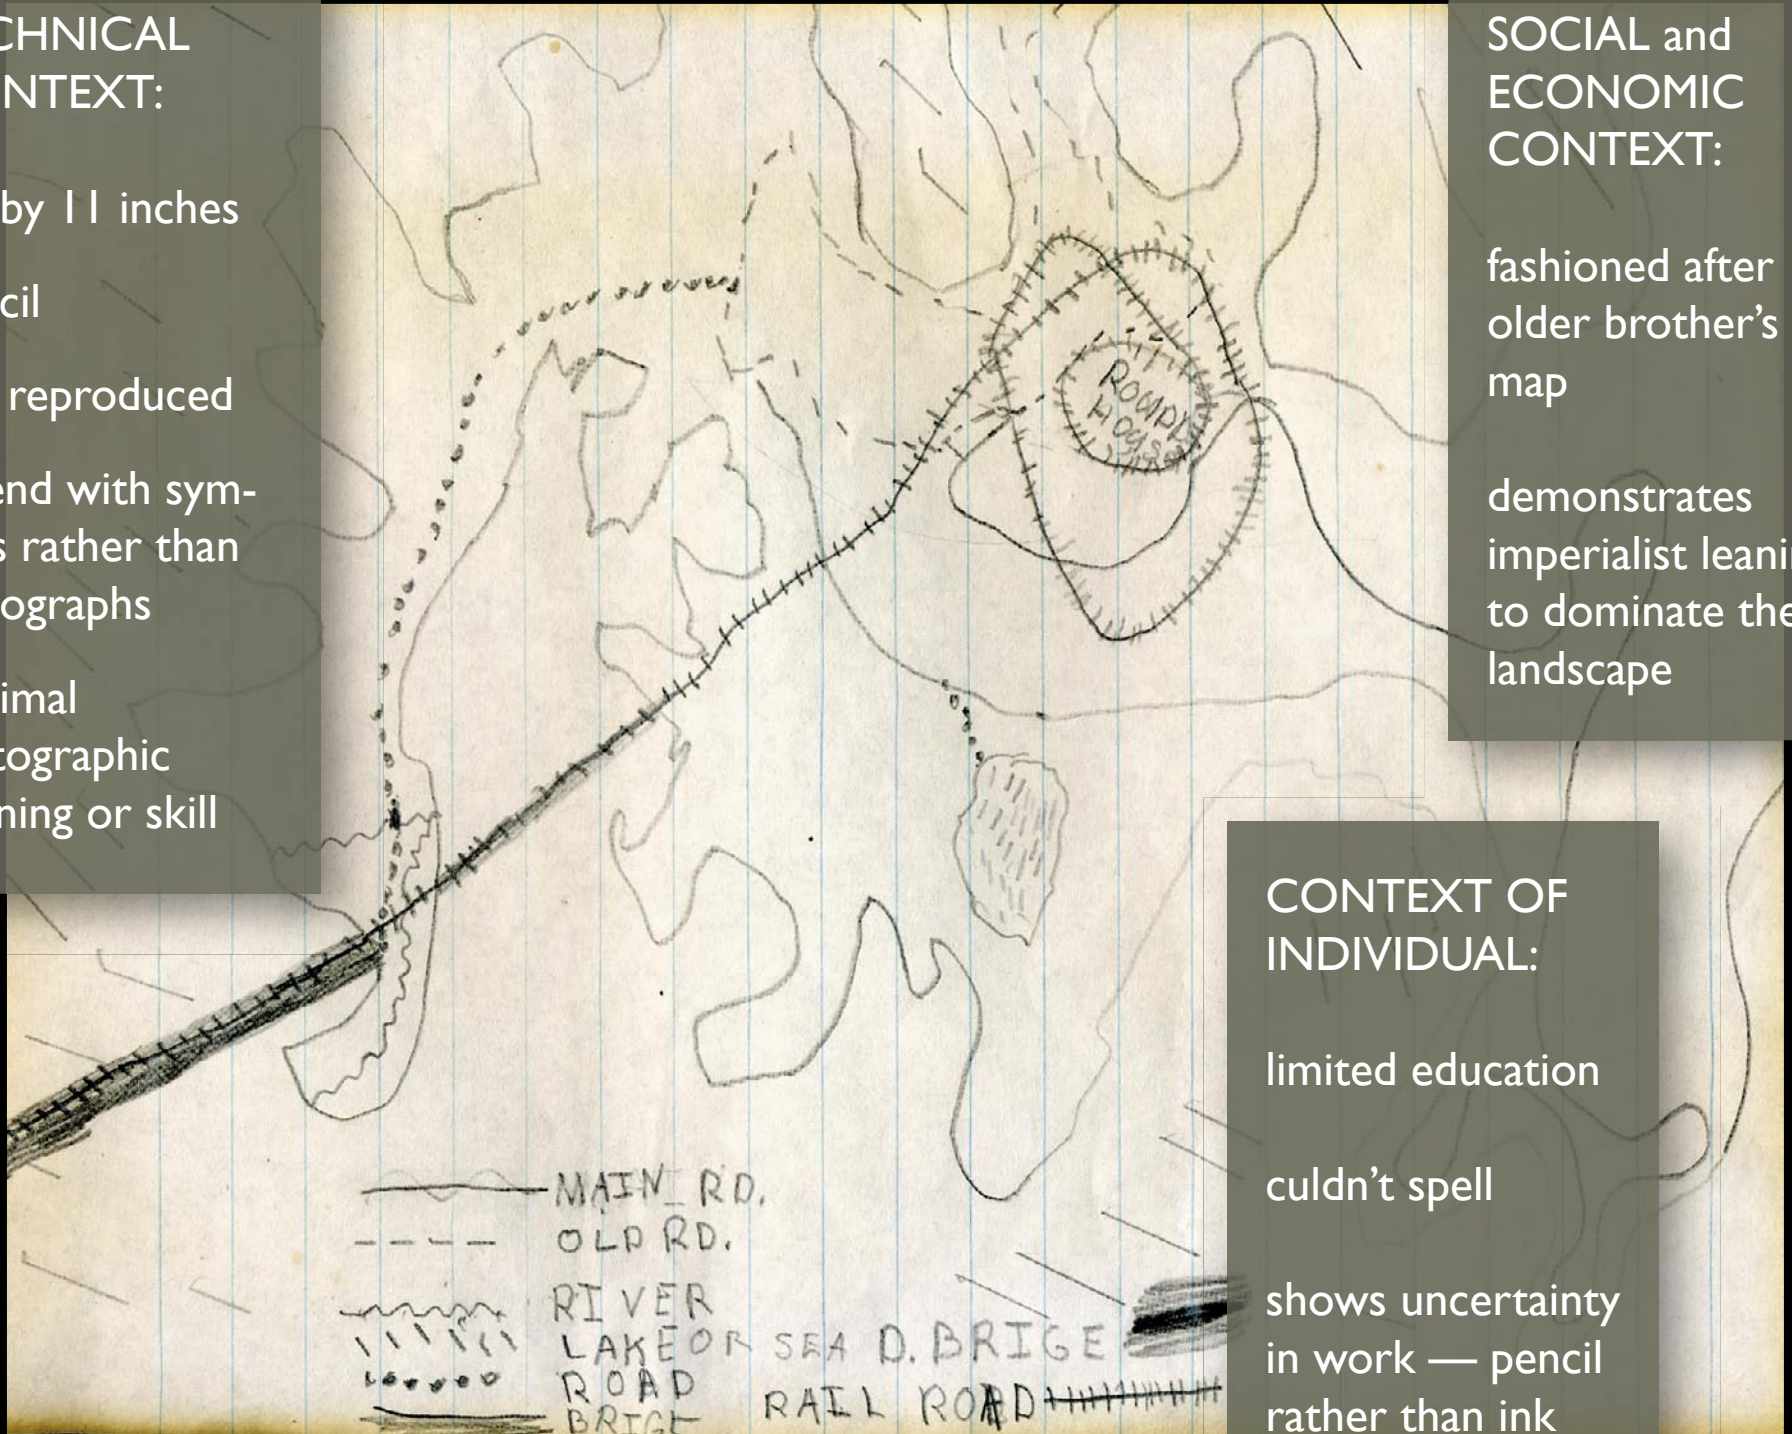 CHNICAL
NTEXT:
by 11 inches
cil
reproduced
end with sym-
s rather than
ographs
imal
tographic
ning or skill
SOCIAL and
ECONOMIC
CONTEXT:
fashioned after
older brother's
map
demonstrates
imperialist leani
to dominate the
landscape
ROUND
HOUSE
CONTEXT OF
INDIVIDUAL:
limited education
culdn't spell
shows uncertainty
in work — pencil
rather than ink
MAIN RD.
OLD RD.
RIVER
LAKE OR SEA D. BRIGE
ROAD
RAIL ROAD
BRIGE